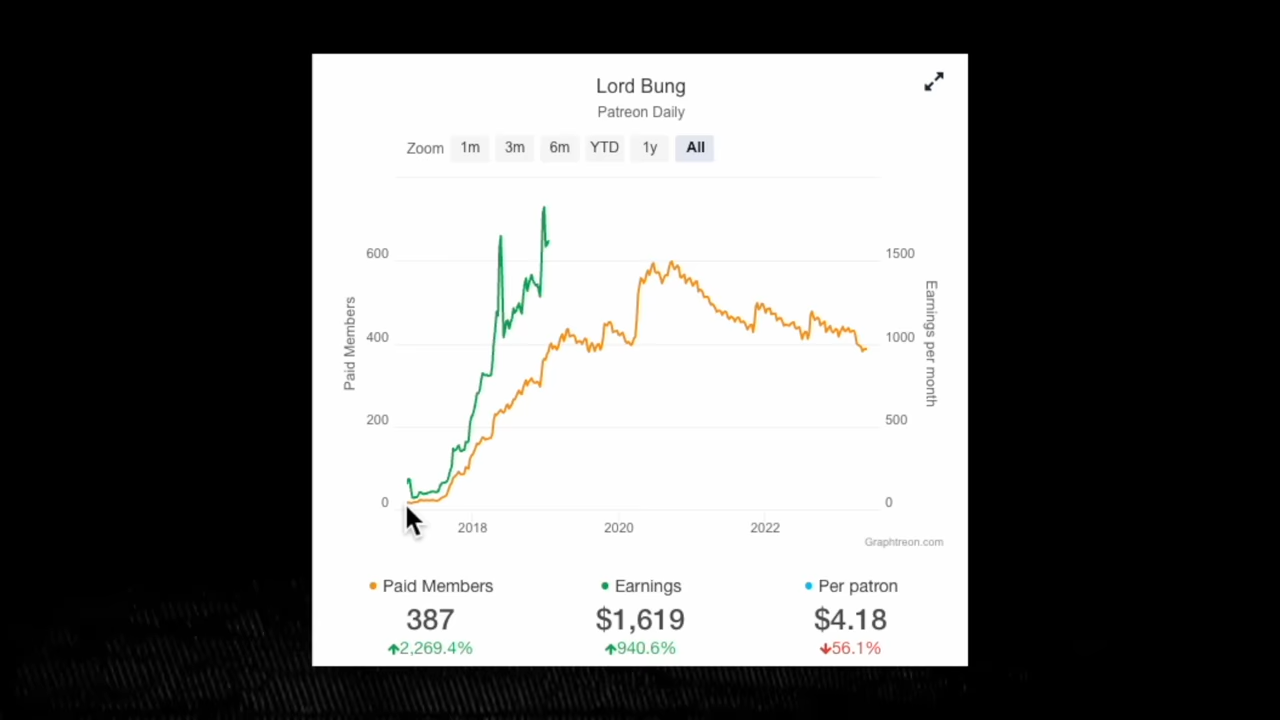 Lord Bung
Patreon Daily
Zoom 1m 3m 6m YTD 1y All
Paid Members
600
400
200
0
1500
1000
500
0
Earnings per month
2018 2020 2022
Graphtreon.com
Paid Members Earnings Per patron
387 $1,619 $4.18
2,269.4% 940.6% 56.1%